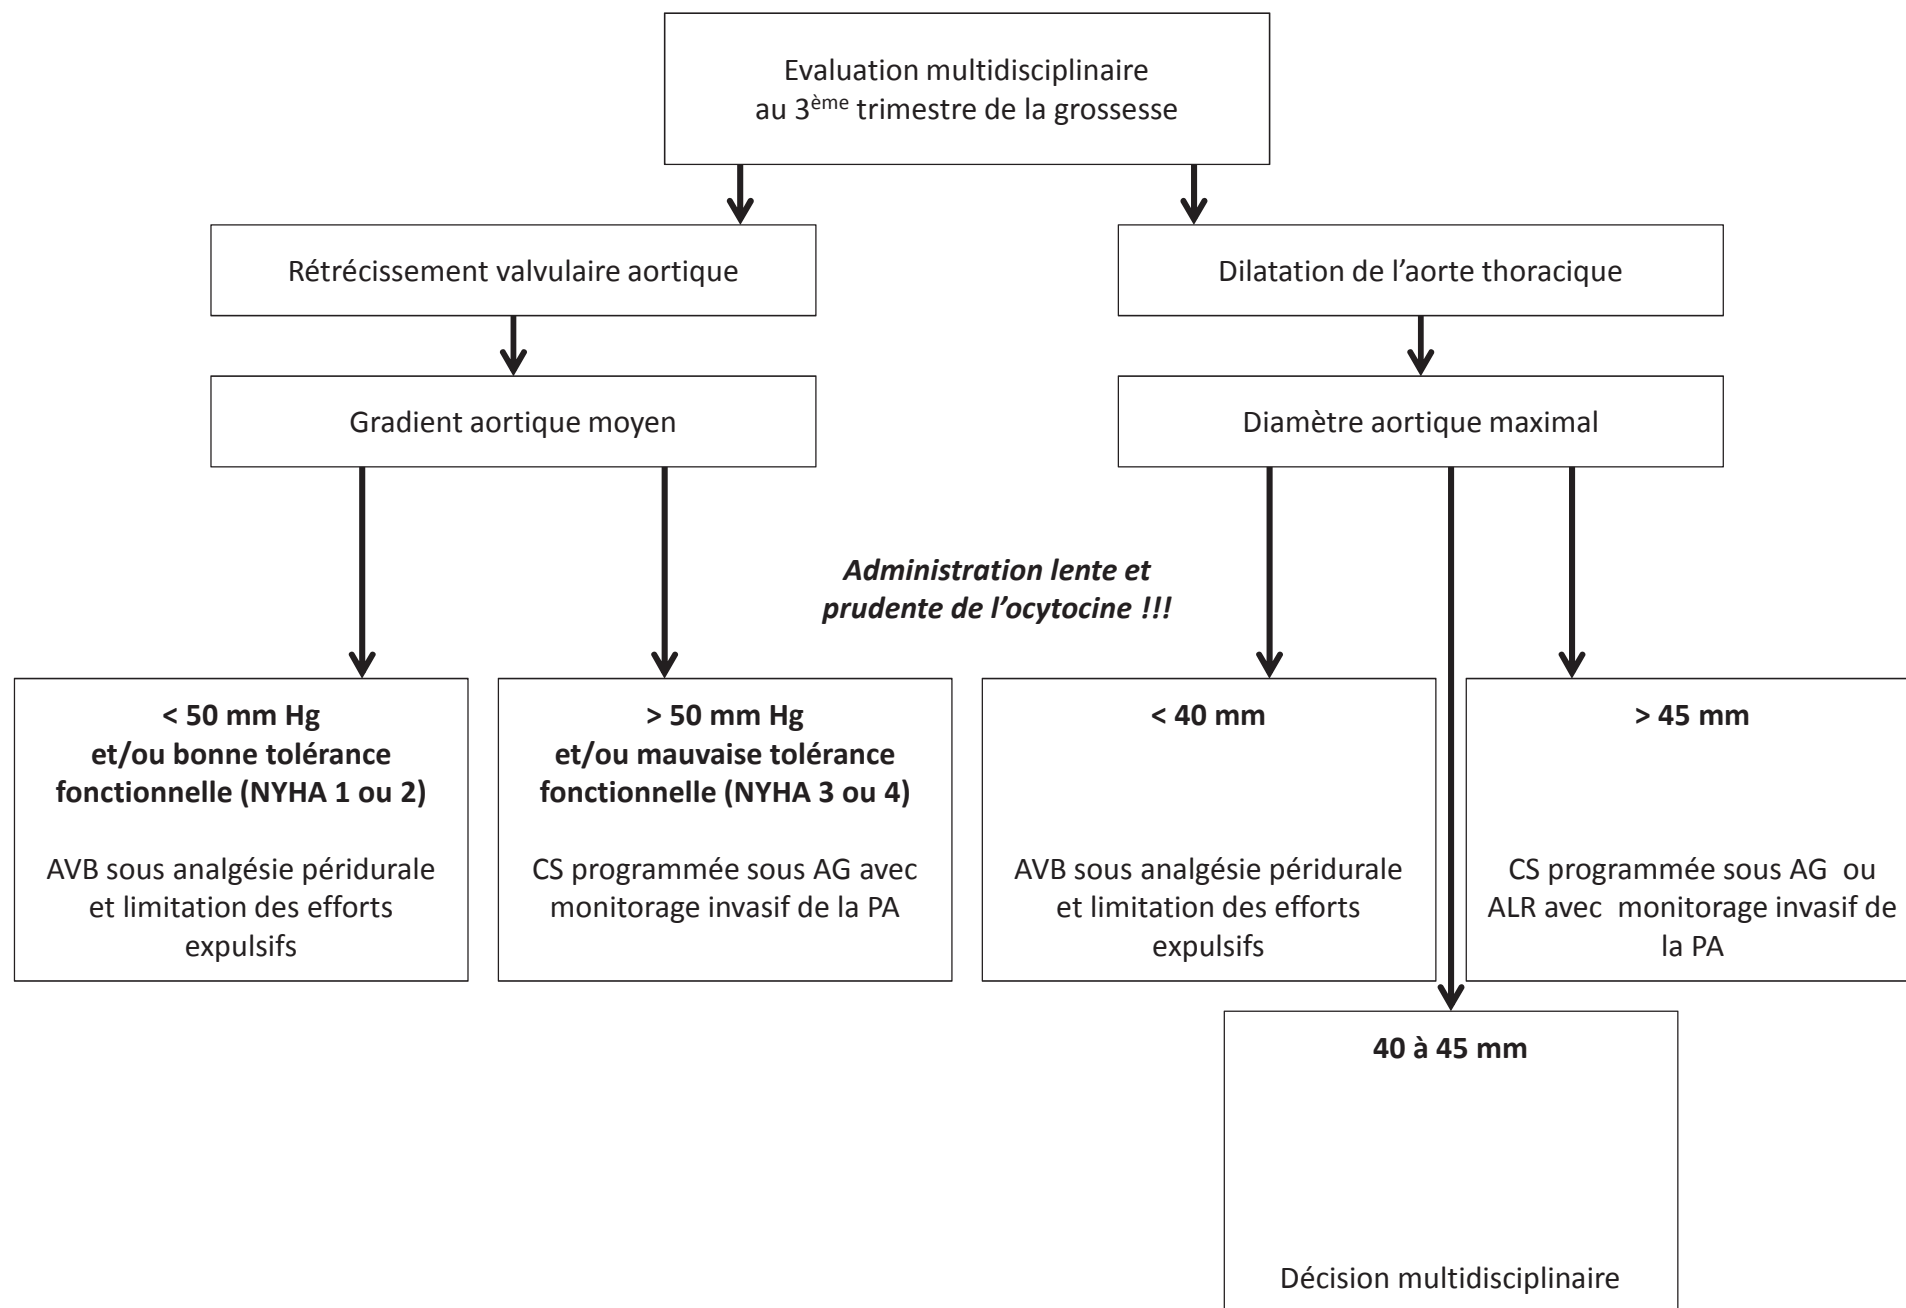 Evaluation multidisciplinaire
au 3ème trimestre de la grossesse
Rétrécissement valvulaire aortique
Dilatation de l’aorte thoracique
Gradient aortique moyen
Diamètre aortique maximal
Administration lente et
prudente de l’ocytocine !!!
< 50 mm Hg
et/ou bonne tolérance
fonctionnelle (NYHA 1 ou 2)
AVB sous analgésie péridurale
et limitation des efforts
expulsifs
> 50 mm Hg
et/ou mauvaise tolérance
fonctionnelle (NYHA 3 ou 4)
CS programmée sous AG avec
monitorage invasif de la PA
< 40 mm
AVB sous analgésie péridurale
et limitation des efforts
expulsifs
> 45 mm
CS programmée sous AG ou
ALR avec monitorage invasif de
la PA
40 à 45 mm
Décision multidisciplinaire